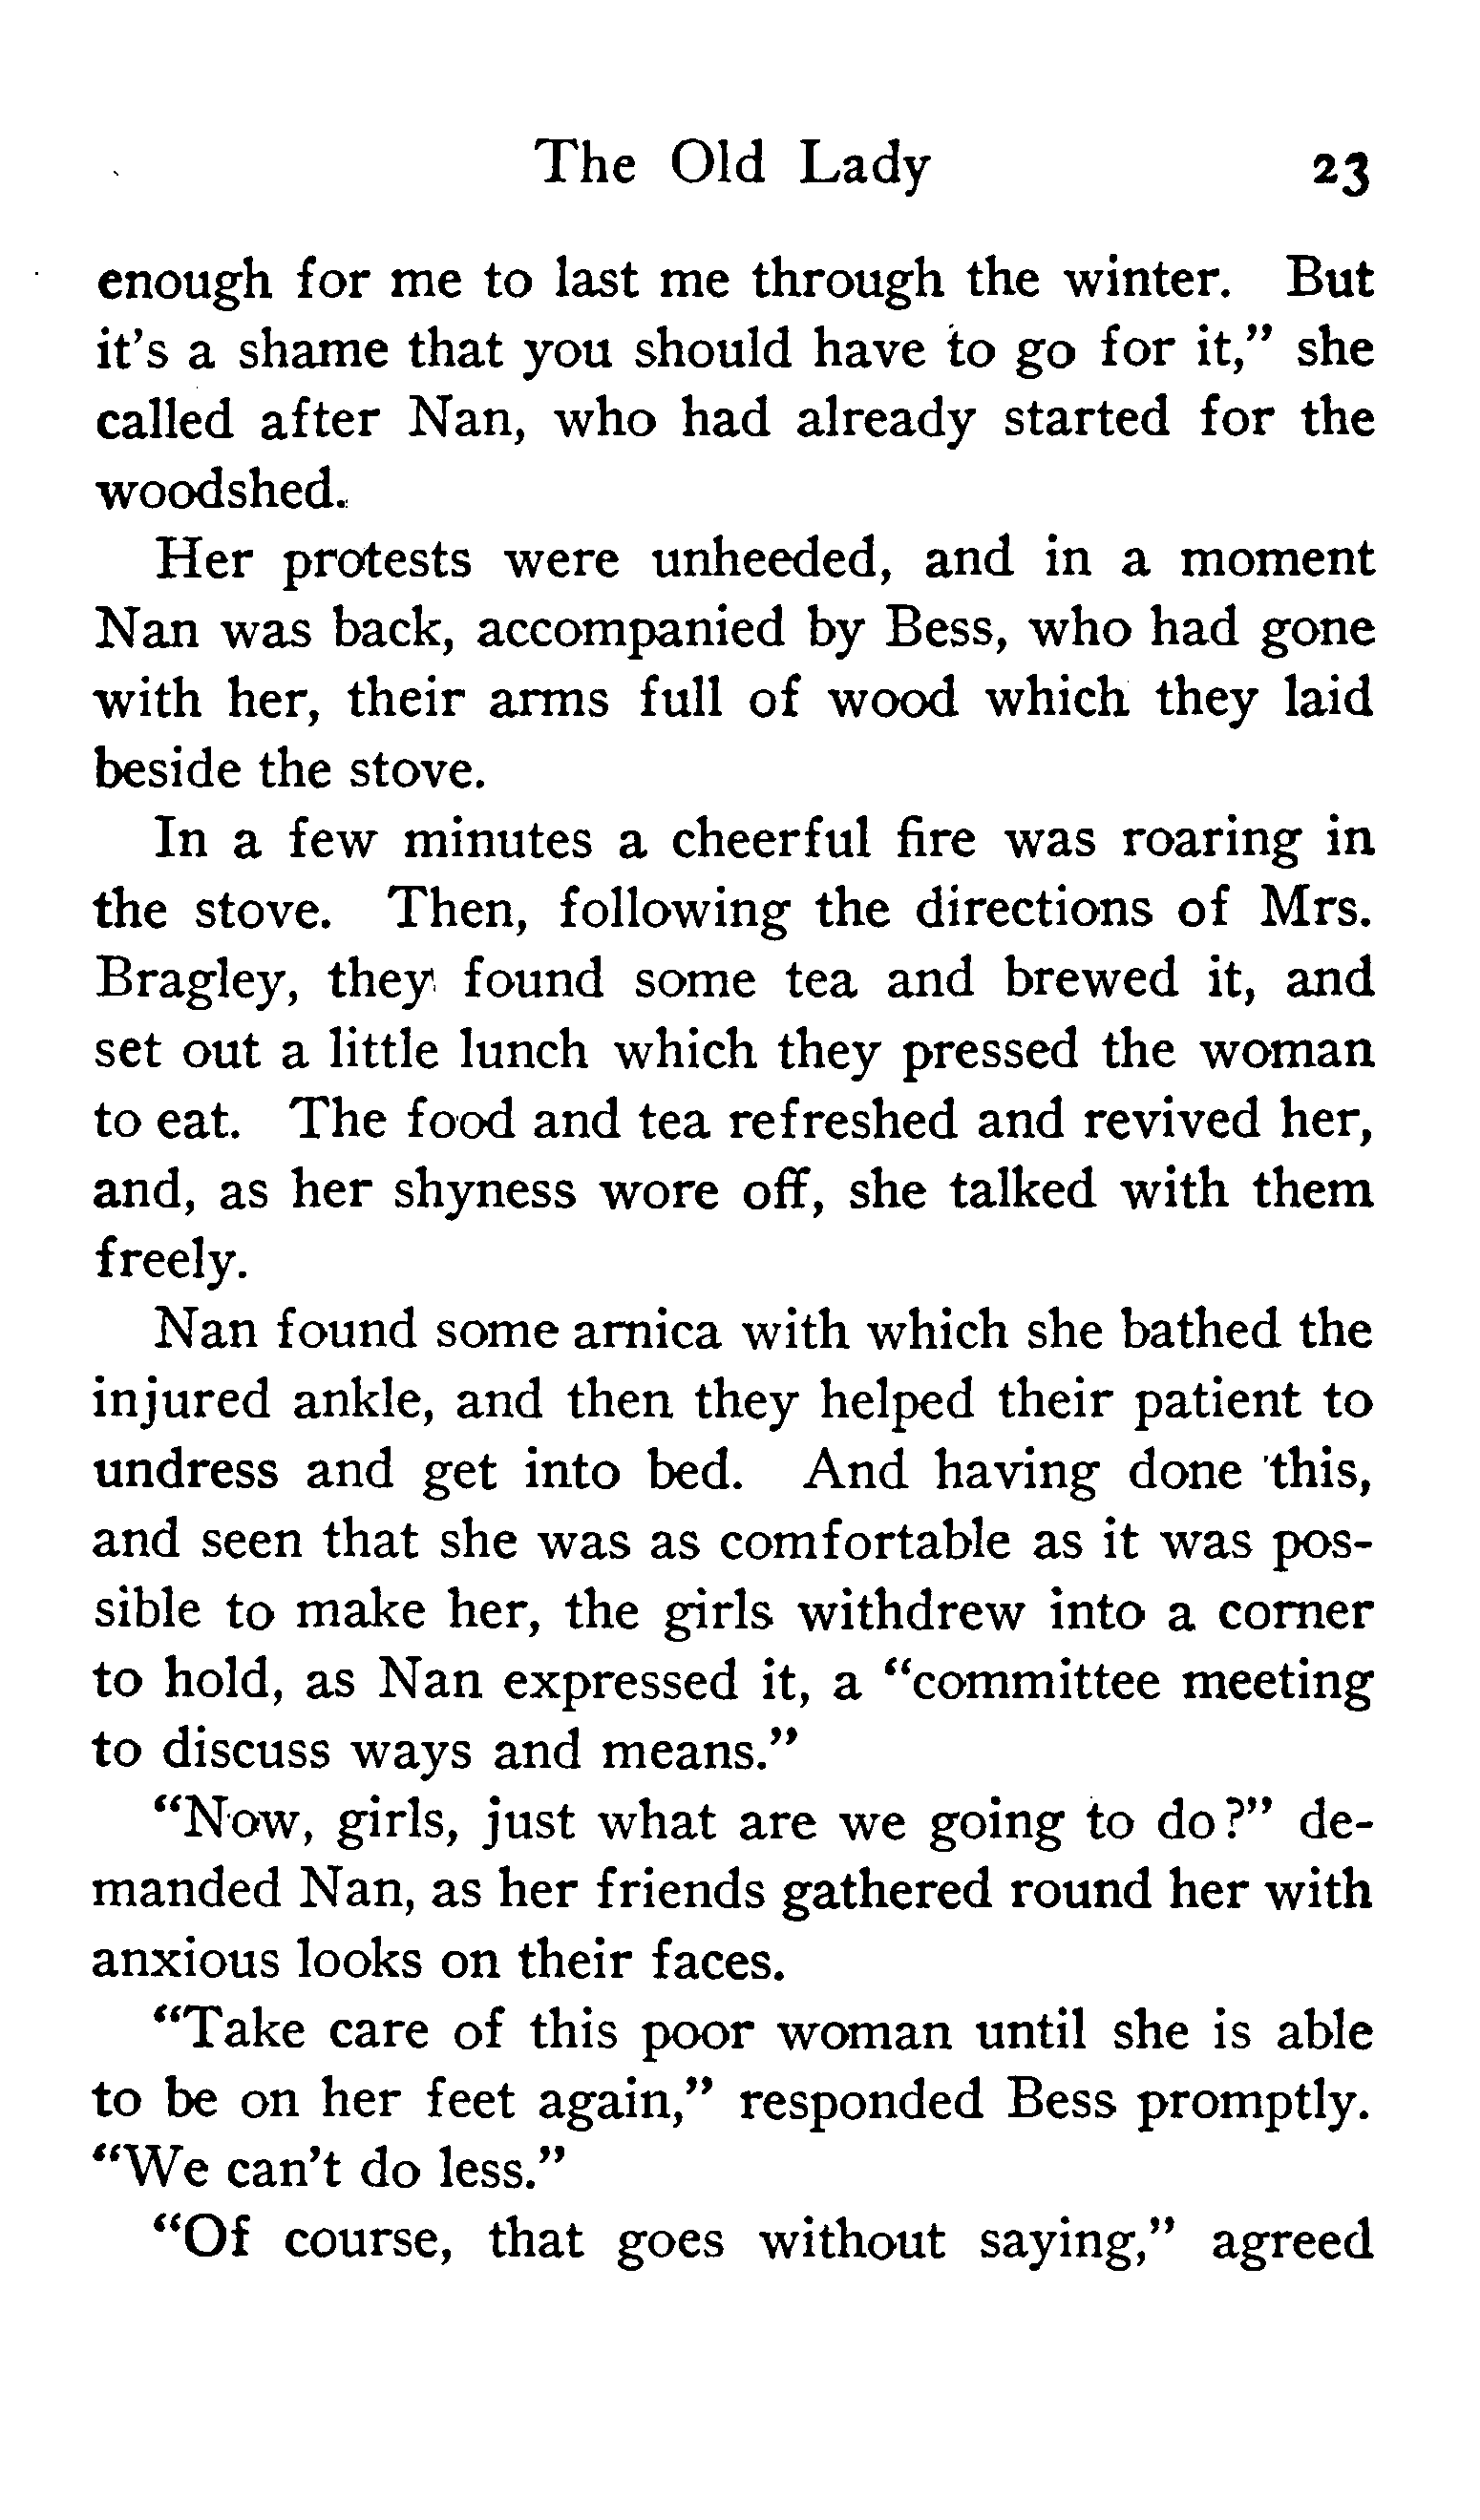 The Old Lady 23
enough for me to last me through the winter. But
it's a shame that you should have to go for it,” she
called after Nan, who had already started for the
woodshed.
Her protests were unheeded, and in a moment
Nan was back, accompanied by Bess, who had gone
with her, their arms full of wood which they laid
beside the stove.
In a few minutes a cheerful fire was roaring in
the stove. Then, following the directions of Mrs.
Bragley, they found some tea and brewed it, and
set out a little lunch which they pressed the woman
to eat. The food and tea refreshed and revived her,
and, as her shyness wore off, she talked with them
freely.
Nan found some arnica with which she bathed the
injured ankle, and then they helped their patient to
undress and get into bed. And having done this,
and seen that she was as comfortable as it was pos-
sible to make her, the girls withdrew into a corner
to hold, as Nan expressed it, a “committee meeting
to discuss ways and means.”
“Now, girls, just what are we going to do?” de-
manded Nan, as her friends gathered round her with
anxious looks on their faces.
“Take care of this poor woman until she is able
to be on her feet again,” responded Bess promptly.
“We can't do less.”
“Of course, that goes without saying,” agreed